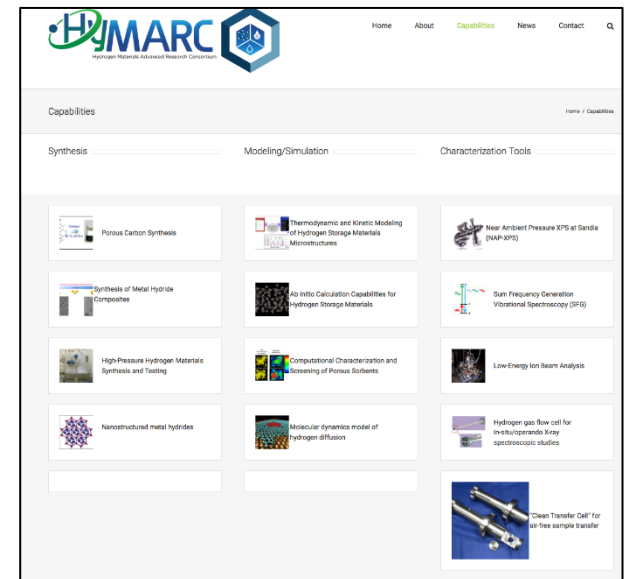 HyMARC
Hydrogen Materials Advanced Research Consortium
Home About Capabilities News Contact
Capabilities
Home / Capabilities
Synthesis
Modeling/Simulation
Characterization Tools
Porous Carbon Synthesis
Thermodynamic and Kinetic Modeling
of Hydrogen Storage Materials
Microstructures
Near Ambient Pressure XPS at Sandia
(NAP-XPS)
Synthesis of Metal Hydride
Composites
Ab Initio Calculation Capabilities for
Hydrogen Storage Materials
Sum Frequency Generation
Vibrational Spectroscopy (SFG)
High-Pressure Hydrogen Materials
Synthesis and Testing
Computational Characterization and
Screening of Porous Sorbents
Low-Energy Ion Beam Analysis
Nanostructured metal hydrides
Molecular dynamics model of
hydrogen diffusion
Hydrogen gas flow cell for
in-situ/operando X-ray
spectroscopic studies
"Clean Transfer Cell" for
air-free sample transfer